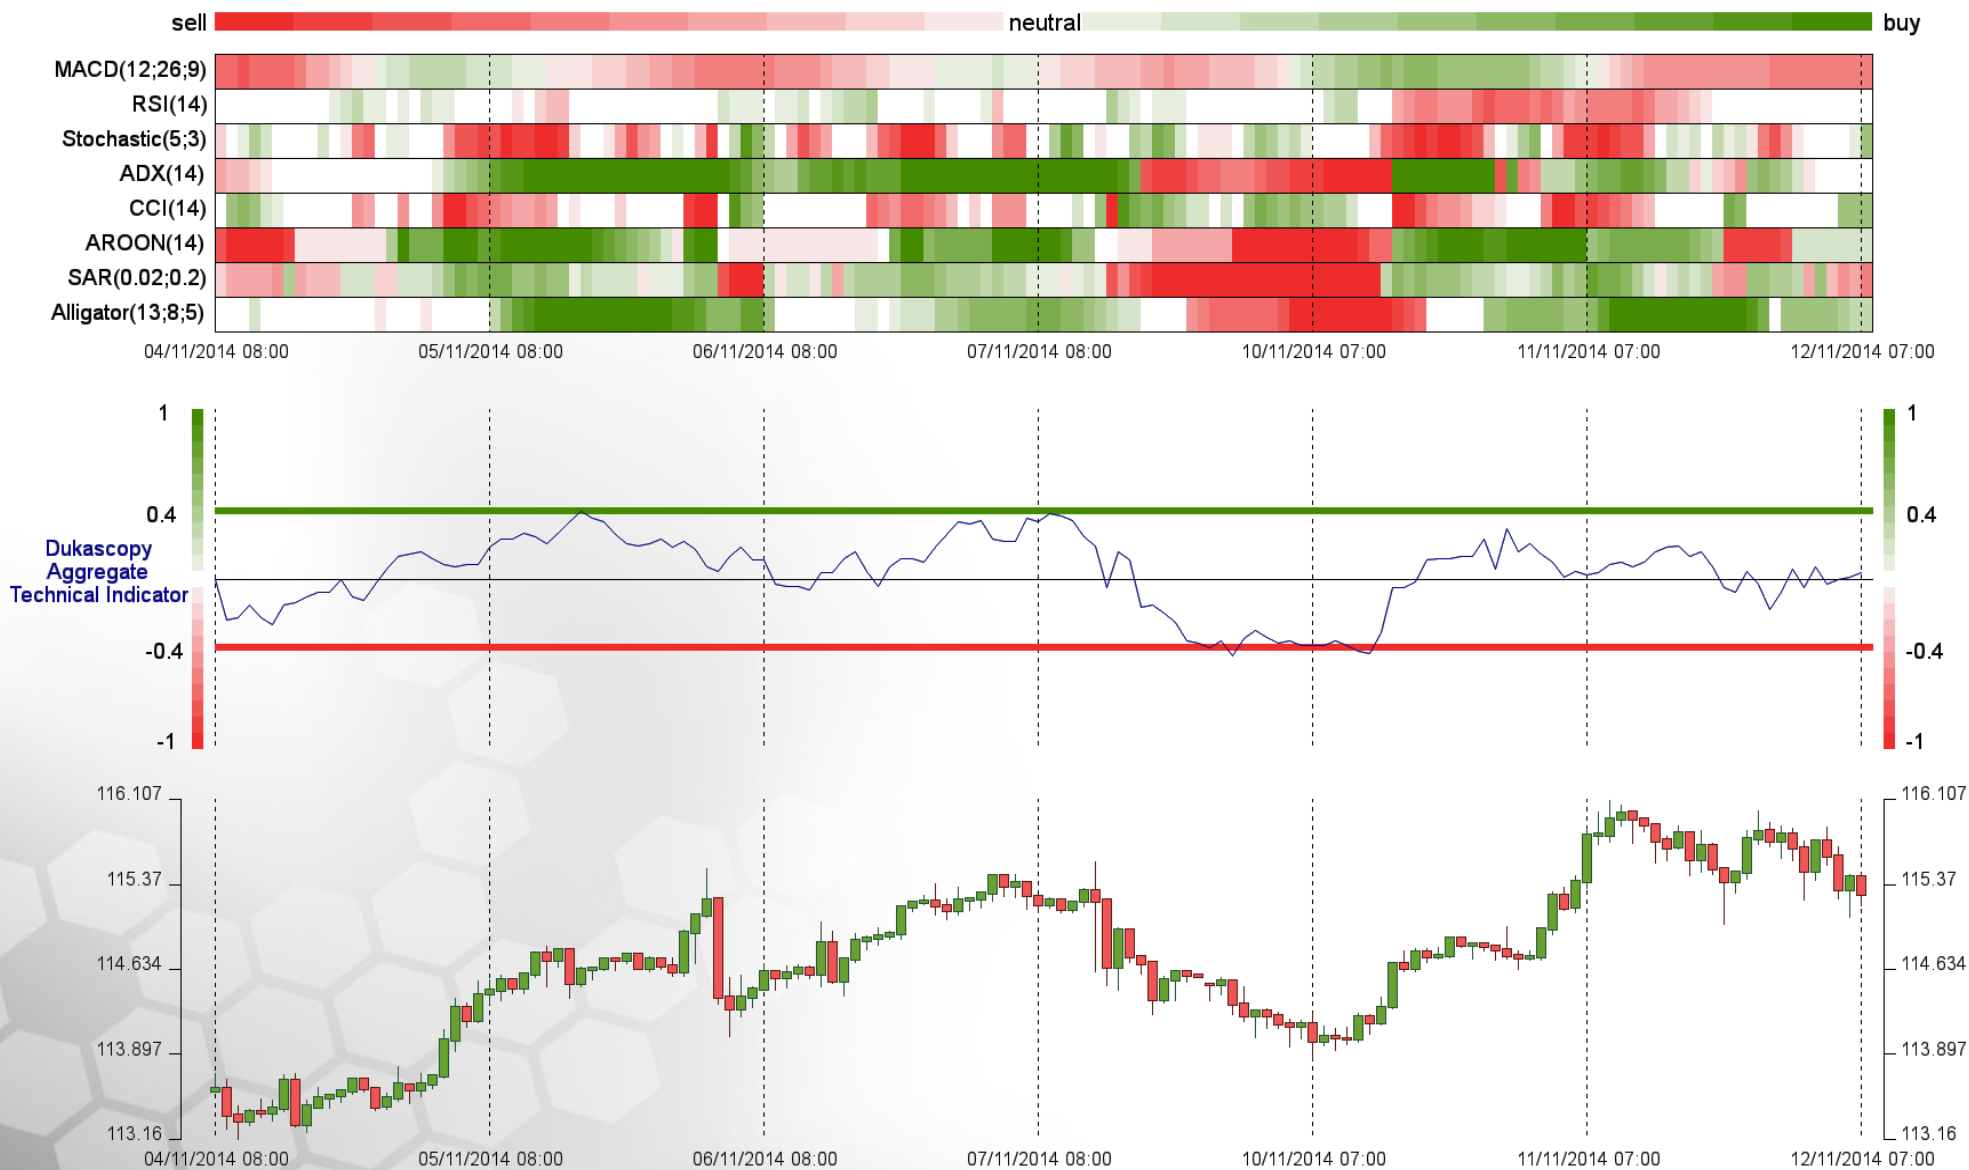 sell neutral buy
MACD(12;26;9)
RSI(14)
Stochastic(5;3)
ADX(14)
CCI(14)
AROON(14)
SAR(0.02;0.2)
Alligator(13;8;5)
04/11/2014 08:00 05/11/2014 08:00 06/11/2014 08:00 07/11/2014 08:00 10/11/2014 07:00 11/11/2014 07:00 12/11/2014 07:00
1 1
0.4 0.4
Dukascopy
Aggregate
Technical Indicator
-0.4 -0.4
-1 -1
116.107 116.107
115.37 115.37
114.634 114.634
113.897 113.897
113.16 113.16
04/11/2014 08:00 05/11/2014 08:00 06/11/2014 08:00 07/11/2014 08:00 10/11/2014 07:00 11/11/2014 07:00 12/11/2014 07:00